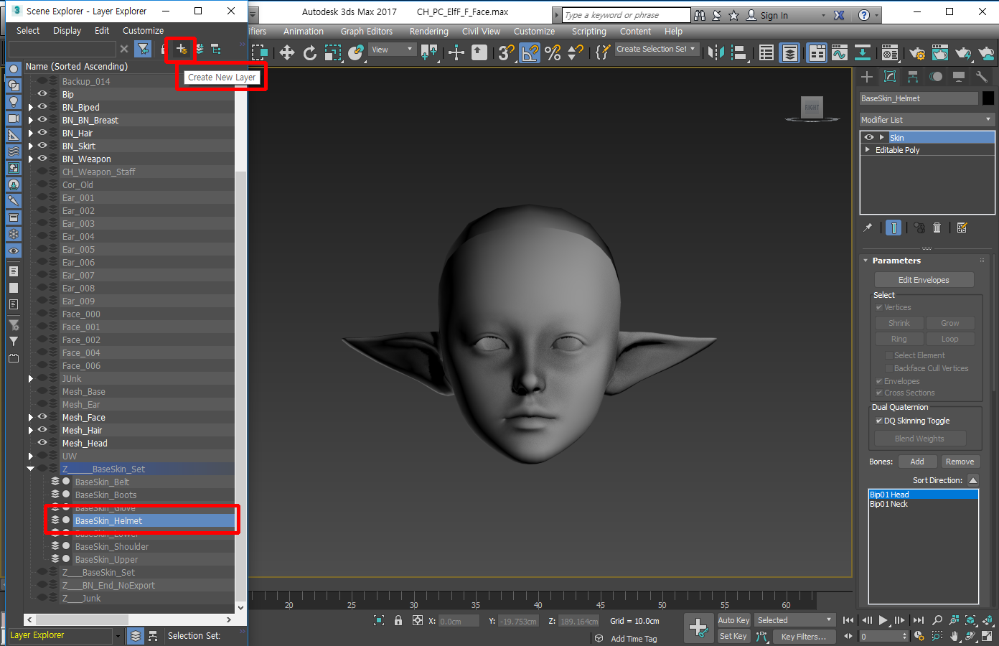 Scene Explorer - Layer Explorer
Autodesk 3ds Max 2017 CH_PC_ElfF_F_Face.max
Type a keyword or phrase
Sign In
Select Display Edit Customize
ifiers Animation Graph Editors Rendering Civil View Customize Scripting Content Help
View
Create Selection Set
Name (Sorted Ascending)
Create New Layer
Backup_014
Bip
BN_Biped
BN_BN_Breast
BN_Hair
BN_Skirt
BN_Weapon
CH_Weapon_Staff
Cor_Old
Ear_001
Ear_002
Ear_003
Ear_004
Ear_005
Ear_006
Ear_007
Ear_008
Ear_009
Face_000
Face_001
Face_002
Face_004
Face_006
JUnk
Mesh_Base
Mesh_Ear
Mesh_Face
Mesh_Hair
Mesh_Head
UW
Z_____BaseSkin_Set
BaseSkin_Belt
BaseSkin_Boots
BaseSkin_Glove
BaseSkin_Helmet
BaseSkin_Lower
BaseSkin_Shoulder
BaseSkin_Upper
Z___BaseSkin_Set
Z___BN_End_NoExport
Z___Junk
Layer Explorer
Selection Set:
RIGHT
BaseSkin_Helmet
Modifier List
Skin
Editable Poly
Parameters
Edit Envelopes
Select
Vertices
Shrink Grow
Ring Loop
Select Element
Backface Cull Vertices
Envelopes
Cross Sections
Dual Quaternion
DQ Skinning Toggle
Blend Weights
Bones: Add Remove
Sort Direction:
Bip01 Head
Bip01 Neck
20 25 30 35 40 45 50 55 60
X: 0.0cm Y: -19.753cm Z: 189.164cm Grid = 10.0cm
Add Time Tag
Auto Key Selected
Set Key Key Filters...
0